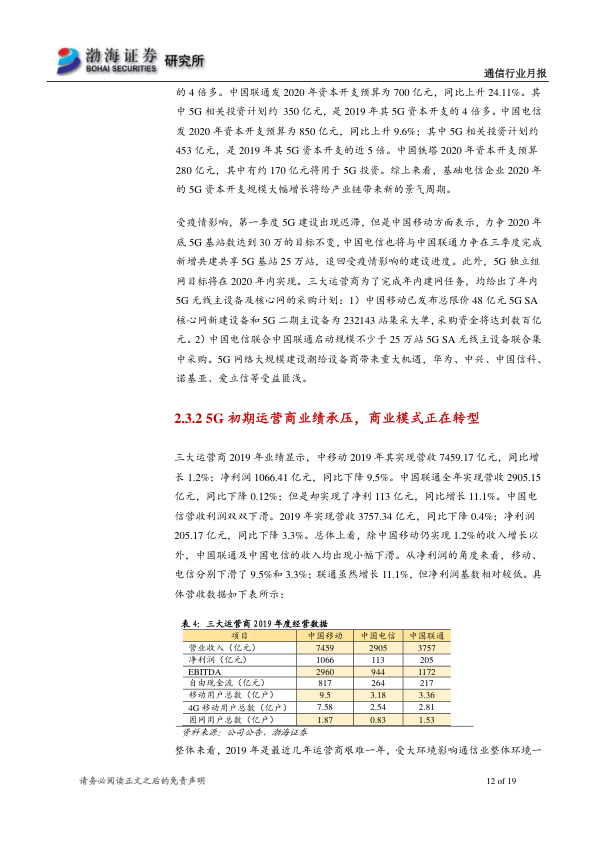 渤海证券 研究所
BOHAI SECURITIES
通信行业月报
的 4 倍多。中国联通发 2020 年资本开支预算为 700 亿元，同比上升 24.11%。其
中 5G 相关投资计划约 350 亿元，是 2019 年其 5G 资本开支的 4 倍多。中国电信
发 2020 年资本开支预算为 850 亿元，同比上升 9.6%；其中 5G 相关投资计划约
453 亿元，是 2019 年其 5G 资本开支的近 5 倍。中国铁塔 2020 年资本开支预算
280 亿元，其中有约 170 亿元将用于 5G 投资。综上来看，基础电信企业 2020 年
的 5G 资本开支规模大幅增长将给产业链带来新的景气周期。
受疫情影响，第一季度 5G 建设出现迟滞，但是中国移动方面表示，力争 2020 年
底 5G 基站数达到 30 万的目标不变，中国电信也将与中国联通力争在三季度完成
新增共建共享 5G 基站 25 万站，追回受疫情影响的建设进度。此外，5G 独立组
网目标将在 2020 年内实现。三大运营商为了完成年内建网任务，均给出了年内
5G 无线主设备及核心网的采购计划：1）中国移动已发布总限价 48 亿元 5G SA
核心网新建设备和 5G 二期主设备为 232143 站集采大单，采购资金将达到数百亿
元。2）中国电信联合中国联通启动规模不少于 25 万站 5G SA 无线主设备联合集
中采购。5G 网络大规模建设潮给设备商带来重大机遇，华为、中兴、中国信科、
诺基亚、爱立信等受益匪浅。
2.3.2 5G 初期运营商业绩承压，商业模式正在转型
三大运营商 2019 年业绩显示，中移动 2019 年其实现营收 7459.17 亿元，同比增
长 1.2%；净利润 1066.41 亿元，同比下降 9.5%。中国联通全年实现营收 2905.15
亿元，同比下降 0.12%；但是却实现了净利 113 亿元，同比增长 11.1%。中国电
信营收利润双双下滑。2019 年实现营收 3757.34 亿元，同比下降 0.4%；净利润
205.17 亿元，同比下降 3.3%。总体上看，除中国移动仍实现 1.2%的收入增长以
外，中国联通及中国电信的收入均出现小幅下滑。从净利润的角度来看，移动、
电信分别下滑了 9.5%和 3.3%；联通虽然增长 11.1%，但净利润基数相对较低。具
体营收数据如下表所示：
表 4：三大运营商 2019 年度经营数据
项目 中国移动 中国电信 中国联通
营业收入（亿元） 7459 2905 3757
净利润（亿元） 1066 113 205
EBITDA 2960 944 1172
自由现金流（亿元） 817 264 217
移动用户总数（亿户） 9.5 3.18 3.36
4G 移动用户总数（亿户） 7.58 2.54 2.81
固网用户总数（亿户） 1.87 0.83 1.53
资料来源：公司公告、渤海证券
整体来看，2019 年是最近几年运营商艰难一年，受大环境影响通信业整体环境一
请务必阅读正文之后的免责声明 12 of 19